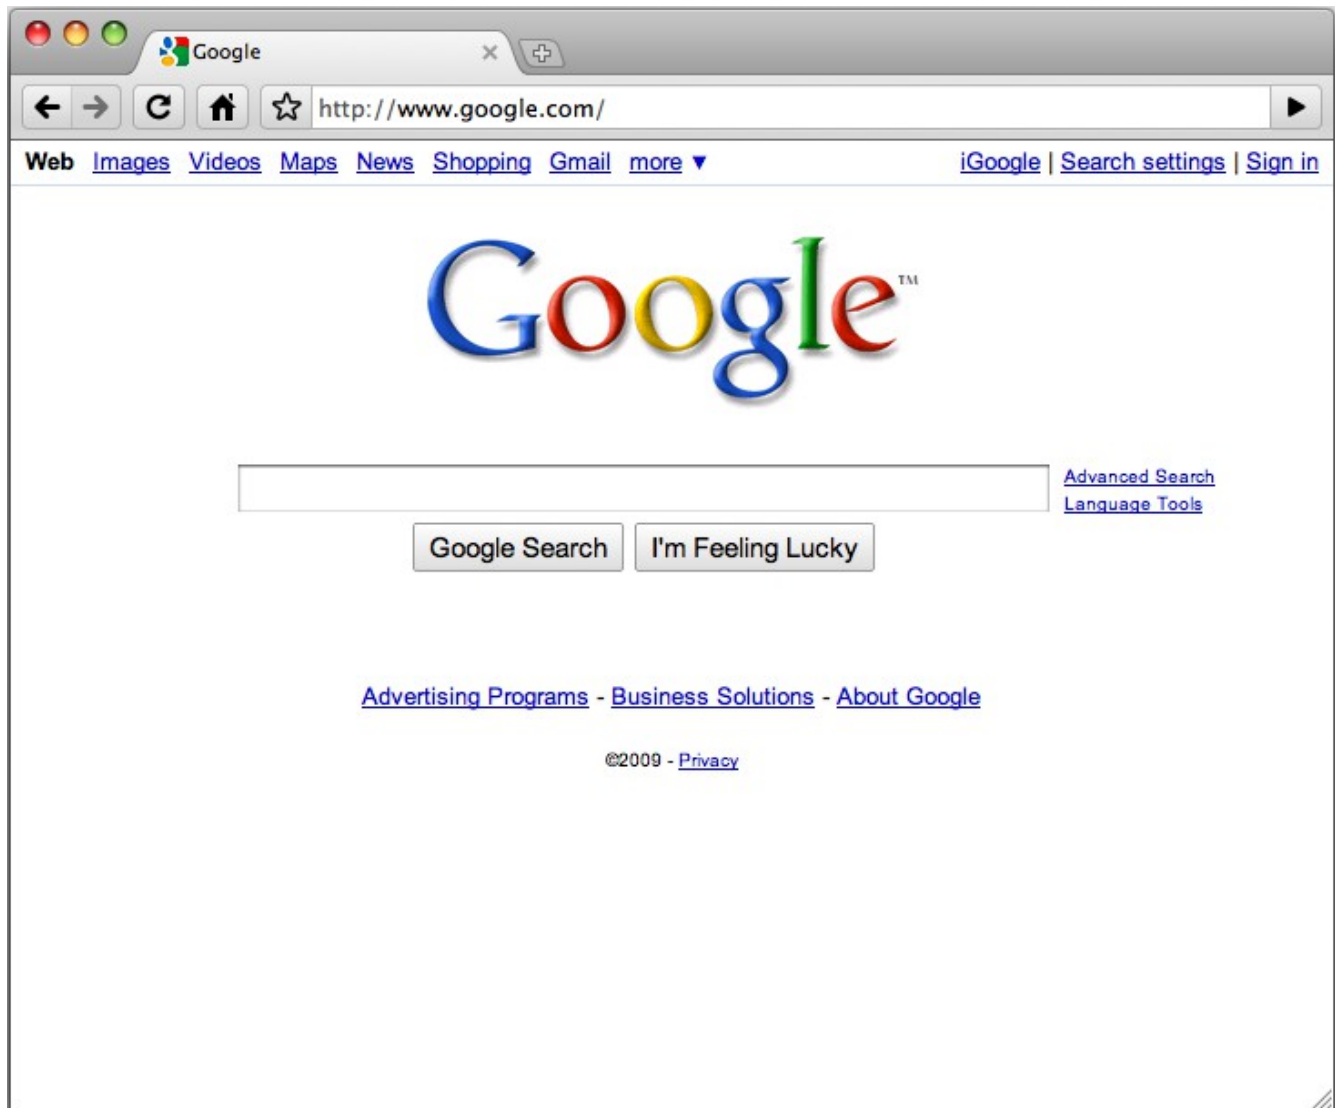 Google
http://www.google.com/
Web Images Videos Maps News Shopping Gmail more ▼ iGoogle | Search settings | Sign in
Google™
Advanced Search
Language Tools
Google Search I'm Feeling Lucky
Advertising Programs - Business Solutions - About Google
©2009 - Privacy